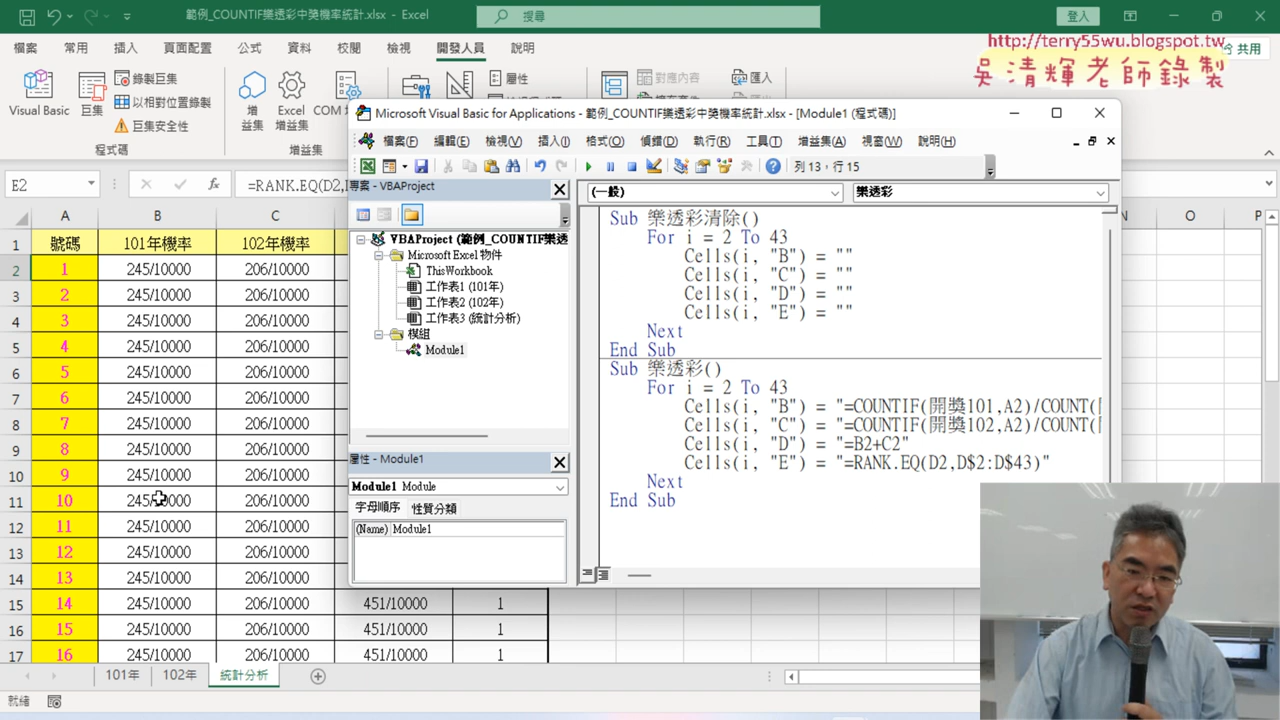 範例_COUNTIF樂透彩中獎機率統計.xlsx - Excel
搜尋
登入
檔案 常用 插入 頁面配置 公式 資料 校閱 檢視 開發人員 說明
共用
http://terry55wu.blogspot.tw
吳清輝老師錄製
Visual Basic
巨集
錄製巨集
以相對位置錄製
巨集安全性
程式碼
增益集
Excel 增益集
COM
增益集
屬性
對應內容
匯入
E2
=RANK.EQ(D2,
Microsoft Visual Basic for Applications - 範例_COUNTIF樂透彩中獎機率統計.xlsx - [Module1 (程式碼)]
檔案(F) 編輯(E) 檢視(V) 插入(I) 格式(O) 偵錯(D) 執行(R) 工具(T) 增益集(A) 視窗(W) 說明(H)
列 13，行 15
專案 - VBAProject
VBAProject (範例_COUNTIF樂透
Microsoft Excel 物件
ThisWorkbook
工作表1 (101年)
工作表2 (102年)
工作表3 (統計分析)
模組
Module1
屬性 - Module1
Module1 Module
字母順序 性質分類
(Name) Module1
(一般) 樂透彩
Sub 樂透彩清除()
For i = 2 To 43
Cells(i, "B") = ""
Cells(i, "C") = ""
Cells(i, "D") = ""
Cells(i, "E") = ""
Next
End Sub
Sub 樂透彩()
For i = 2 To 43
Cells(i, "B") = "=COUNTIF(開獎101,A2)/COUNT(
Cells(i, "C") = "=COUNTIF(開獎102,A2)/COUNT(
Cells(i, "D") = "=B2+C2"
Cells(i, "E") = "=RANK.EQ(D2,D$2:D$43)"
Next
End Sub
A B C N O P
1 號碼 101年機率 102年機率
2 1 245/10000 206/10000
3 2 245/10000 206/10000
4 3 245/10000 206/10000
5 4 245/10000 206/10000
6 5 245/10000 206/10000
7 6 245/10000 206/10000
8 7 245/10000 206/10000
9 8 245/10000 206/10000
10 9 245/10000 206/10000
11 10 245/10000 206/10000
12 11 245/10000 206/10000
13 12 245/10000 206/10000
14 13 245/10000 206/10000
15 14 245/10000 206/10000 451/10000 1
16 15 245/10000 206/10000 451/10000 1
17 16 245/10000 206/10000 451/10000 1
101年 102年 統計分析
就緒